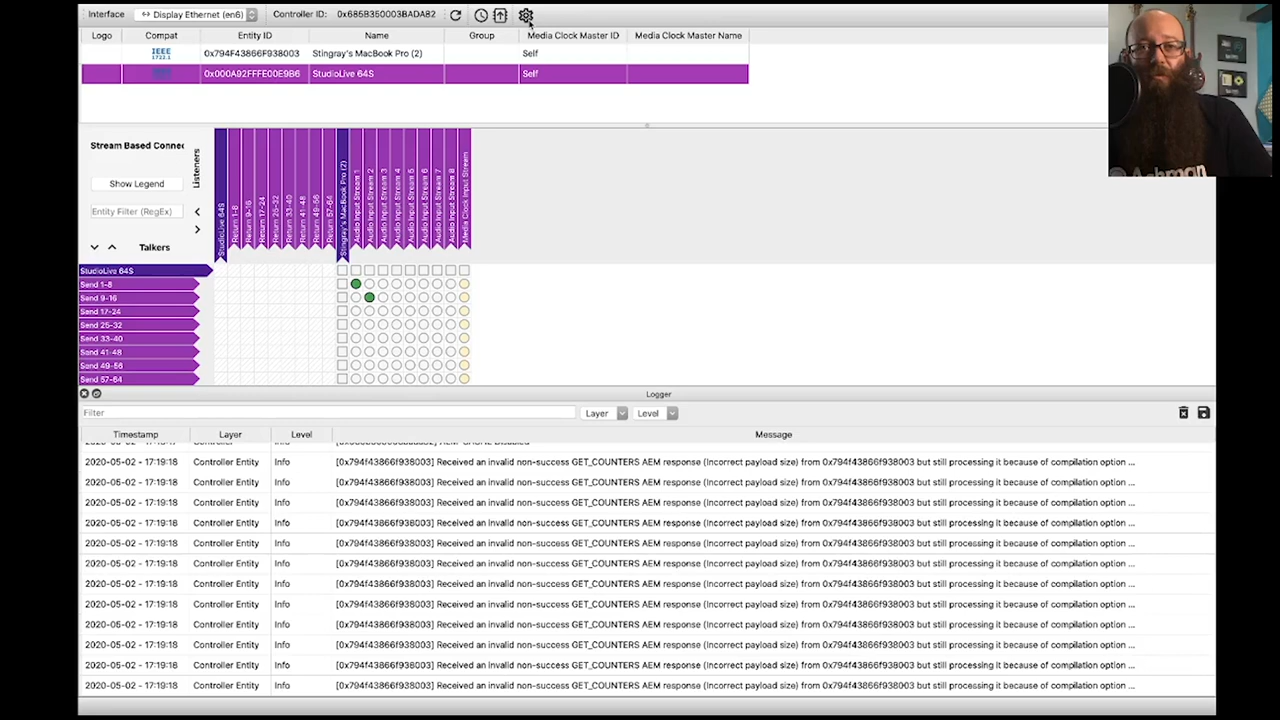 Interface Display Ethernet (en6) Controller ID: 0x685B350003BADA82
Logo Compat Entity ID Name Group Media Clock Master ID Media Clock Master Name
IEEE 1722.1 0x794F43866F938003 Stingray's MacBook Pro (2) Self
0x000A92FFFE00E9B6 StudioLive 64S Self
Stream Based Connec
Show Legend
Entity Filter (RegEx)
Talkers
Listeners
StudioLive 64S
Return 1-8
Return 9-16
Return 17-24
Return 25-32
Return 33-40
Return 41-48
Return 49-56
Return 57-64
Stingray's MacBook Pro (2)
Audio Input Stream 1
Audio Input Stream 2
Audio Input Stream 3
Audio Input Stream 4
Audio Input Stream 5
Audio Input Stream 6
Audio Input Stream 7
Audio Input Stream 8
Media Clock Input Stream
StudioLive 64S
Send 1-8
Send 9-16
Send 17-24
Send 25-32
Send 33-40
Send 41-48
Send 49-56
Send 57-64
Logger
Filter Layer Level
Timestamp Layer Level Message
2020-05-02 - 17:19:18 Controller Entity Info [0x794f43866f938003] Received an invalid non-success GET_COUNTERS AEM response (Incorrect payload size) from 0x794f43866f938003 but still processing it because of compilation option ...
2020-05-02 - 17:19:18 Controller Entity Info [0x794f43866f938003] Received an invalid non-success GET_COUNTERS AEM response (Incorrect payload size) from 0x794f43866f938003 but still processing it because of compilation option ...
2020-05-02 - 17:19:18 Controller Entity Info [0x794f43866f938003] Received an invalid non-success GET_COUNTERS AEM response (Incorrect payload size) from 0x794f43866f938003 but still processing it because of compilation option ...
2020-05-02 - 17:19:18 Controller Entity Info [0x794f43866f938003] Received an invalid non-success GET_COUNTERS AEM response (Incorrect payload size) from 0x794f43866f938003 but still processing it because of compilation option ...
2020-05-02 - 17:19:18 Controller Entity Info [0x794f43866f938003] Received an invalid non-success GET_COUNTERS AEM response (Incorrect payload size) from 0x794f43866f938003 but still processing it because of compilation option ...
2020-05-02 - 17:19:18 Controller Entity Info [0x794f43866f938003] Received an invalid non-success GET_COUNTERS AEM response (Incorrect payload size) from 0x794f43866f938003 but still processing it because of compilation option ...
2020-05-02 - 17:19:18 Controller Entity Info [0x794f43866f938003] Received an invalid non-success GET_COUNTERS AEM response (Incorrect payload size) from 0x794f43866f938003 but still processing it because of compilation option ...
2020-05-02 - 17:19:18 Controller Entity Info [0x794f43866f938003] Received an invalid non-success GET_COUNTERS AEM response (Incorrect payload size) from 0x794f43866f938003 but still processing it because of compilation option ...
2020-05-02 - 17:19:18 Controller Entity Info [0x794f43866f938003] Received an invalid non-success GET_COUNTERS AEM response (Incorrect payload size) from 0x794f43866f938003 but still processing it because of compilation option ...
2020-05-02 - 17:19:18 Controller Entity Info [0x794f43866f938003] Received an invalid non-success GET_COUNTERS AEM response (Incorrect payload size) from 0x794f43866f938003 but still processing it because of compilation option ...
2020-05-02 - 17:19:18 Controller Entity Info [0x794f43866f938003] Received an invalid non-success GET_COUNTERS AEM response (Incorrect payload size) from 0x794f43866f938003 but still processing it because of compilation option ...
2020-05-02 - 17:19:18 Controller Entity Info [0x794f43866f938003] Received an invalid non-success GET_COUNTERS AEM response (Incorrect payload size) from 0x794f43866f938003 but still processing it because of compilation option ...